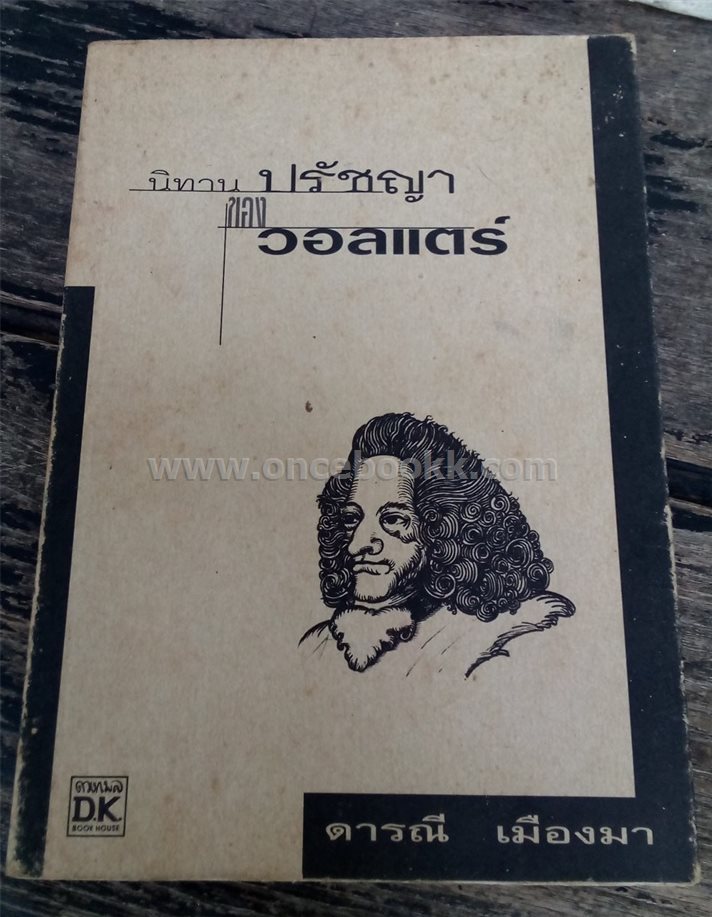 นิทาน ปรัชญา
ของ
วอลแตร์
www.oncebookk.com
ดวงกมล
D.K.
BOOK HOUSE
ดารณี เมืองมา